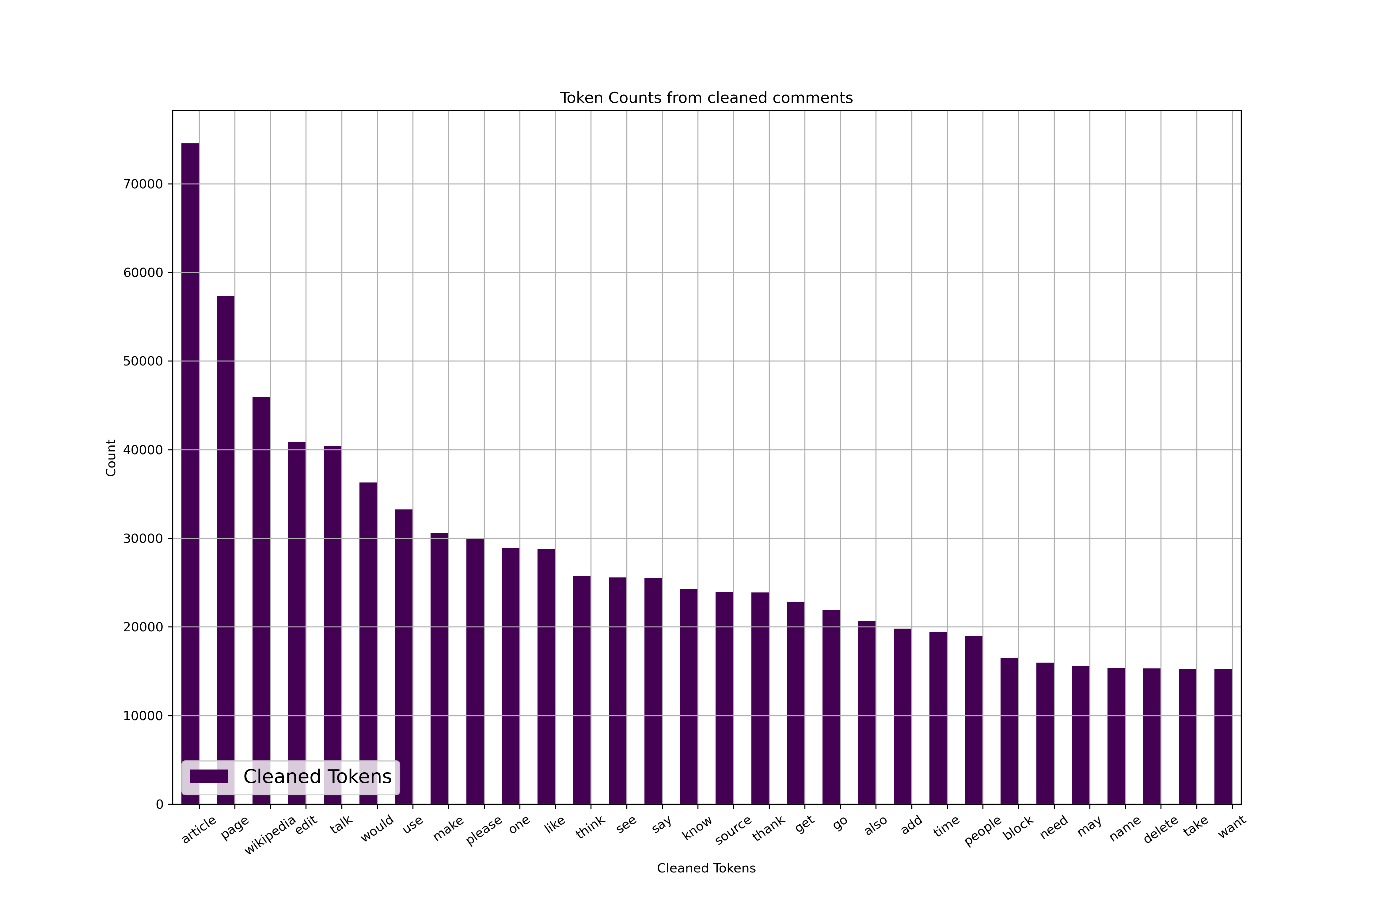 Token Counts from cleaned comments
70000
60000
50000
40000
30000
20000
10000
0
Count
Cleaned Tokens
article page wikipedia edit talk would use make please one like think see say know source thank get go also add time people block need may name delete take want
Cleaned Tokens